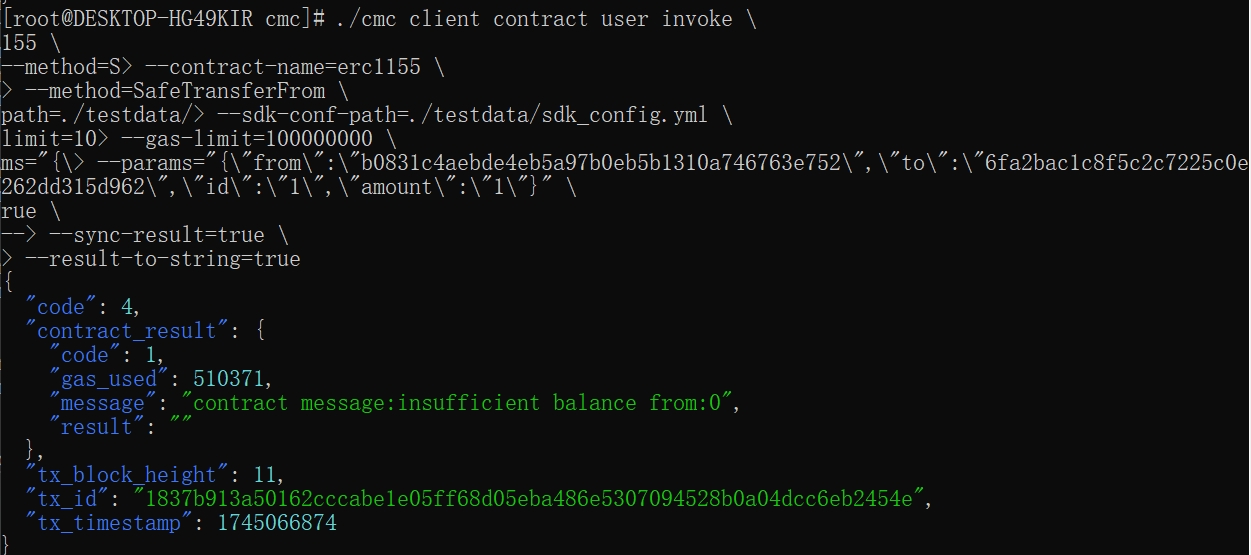 [root@DESKTOP-HG49KIR cmc]# ./cmc client contract user invoke \
155 \
--method=S> --contract-name=erc1155 \
> --method=SafeTransferFrom \
path=./testdata/> --sdk-conf-path=./testdata/sdk_config.yml \
limit=10> --gas-limit=100000000 \
ms="{\> --params="{\"from\":\"b0831c4aebde4eb5a97b0eb5b1310a746763e752\",\"to\":\"6fa2bac1c8f5c2c7225c0e
262dd315d962\",\"id\":\"1\",\"amount\":\"1\"}" \
rue \
--> --sync-result=true \
> --result-to-string=true
{
  "code": 4,
  "contract_result": {
    "code": 1,
    "gas_used": 510371,
    "message": "contract message:insufficient balance from:0",
    "result": ""
  },
  "tx_block_height": 11,
  "tx_id": "1837b913a50162cccabe1e05ff68d05eba486e5307094528b0a04dcc6eb2454e",
  "tx_timestamp": 1745066874
}